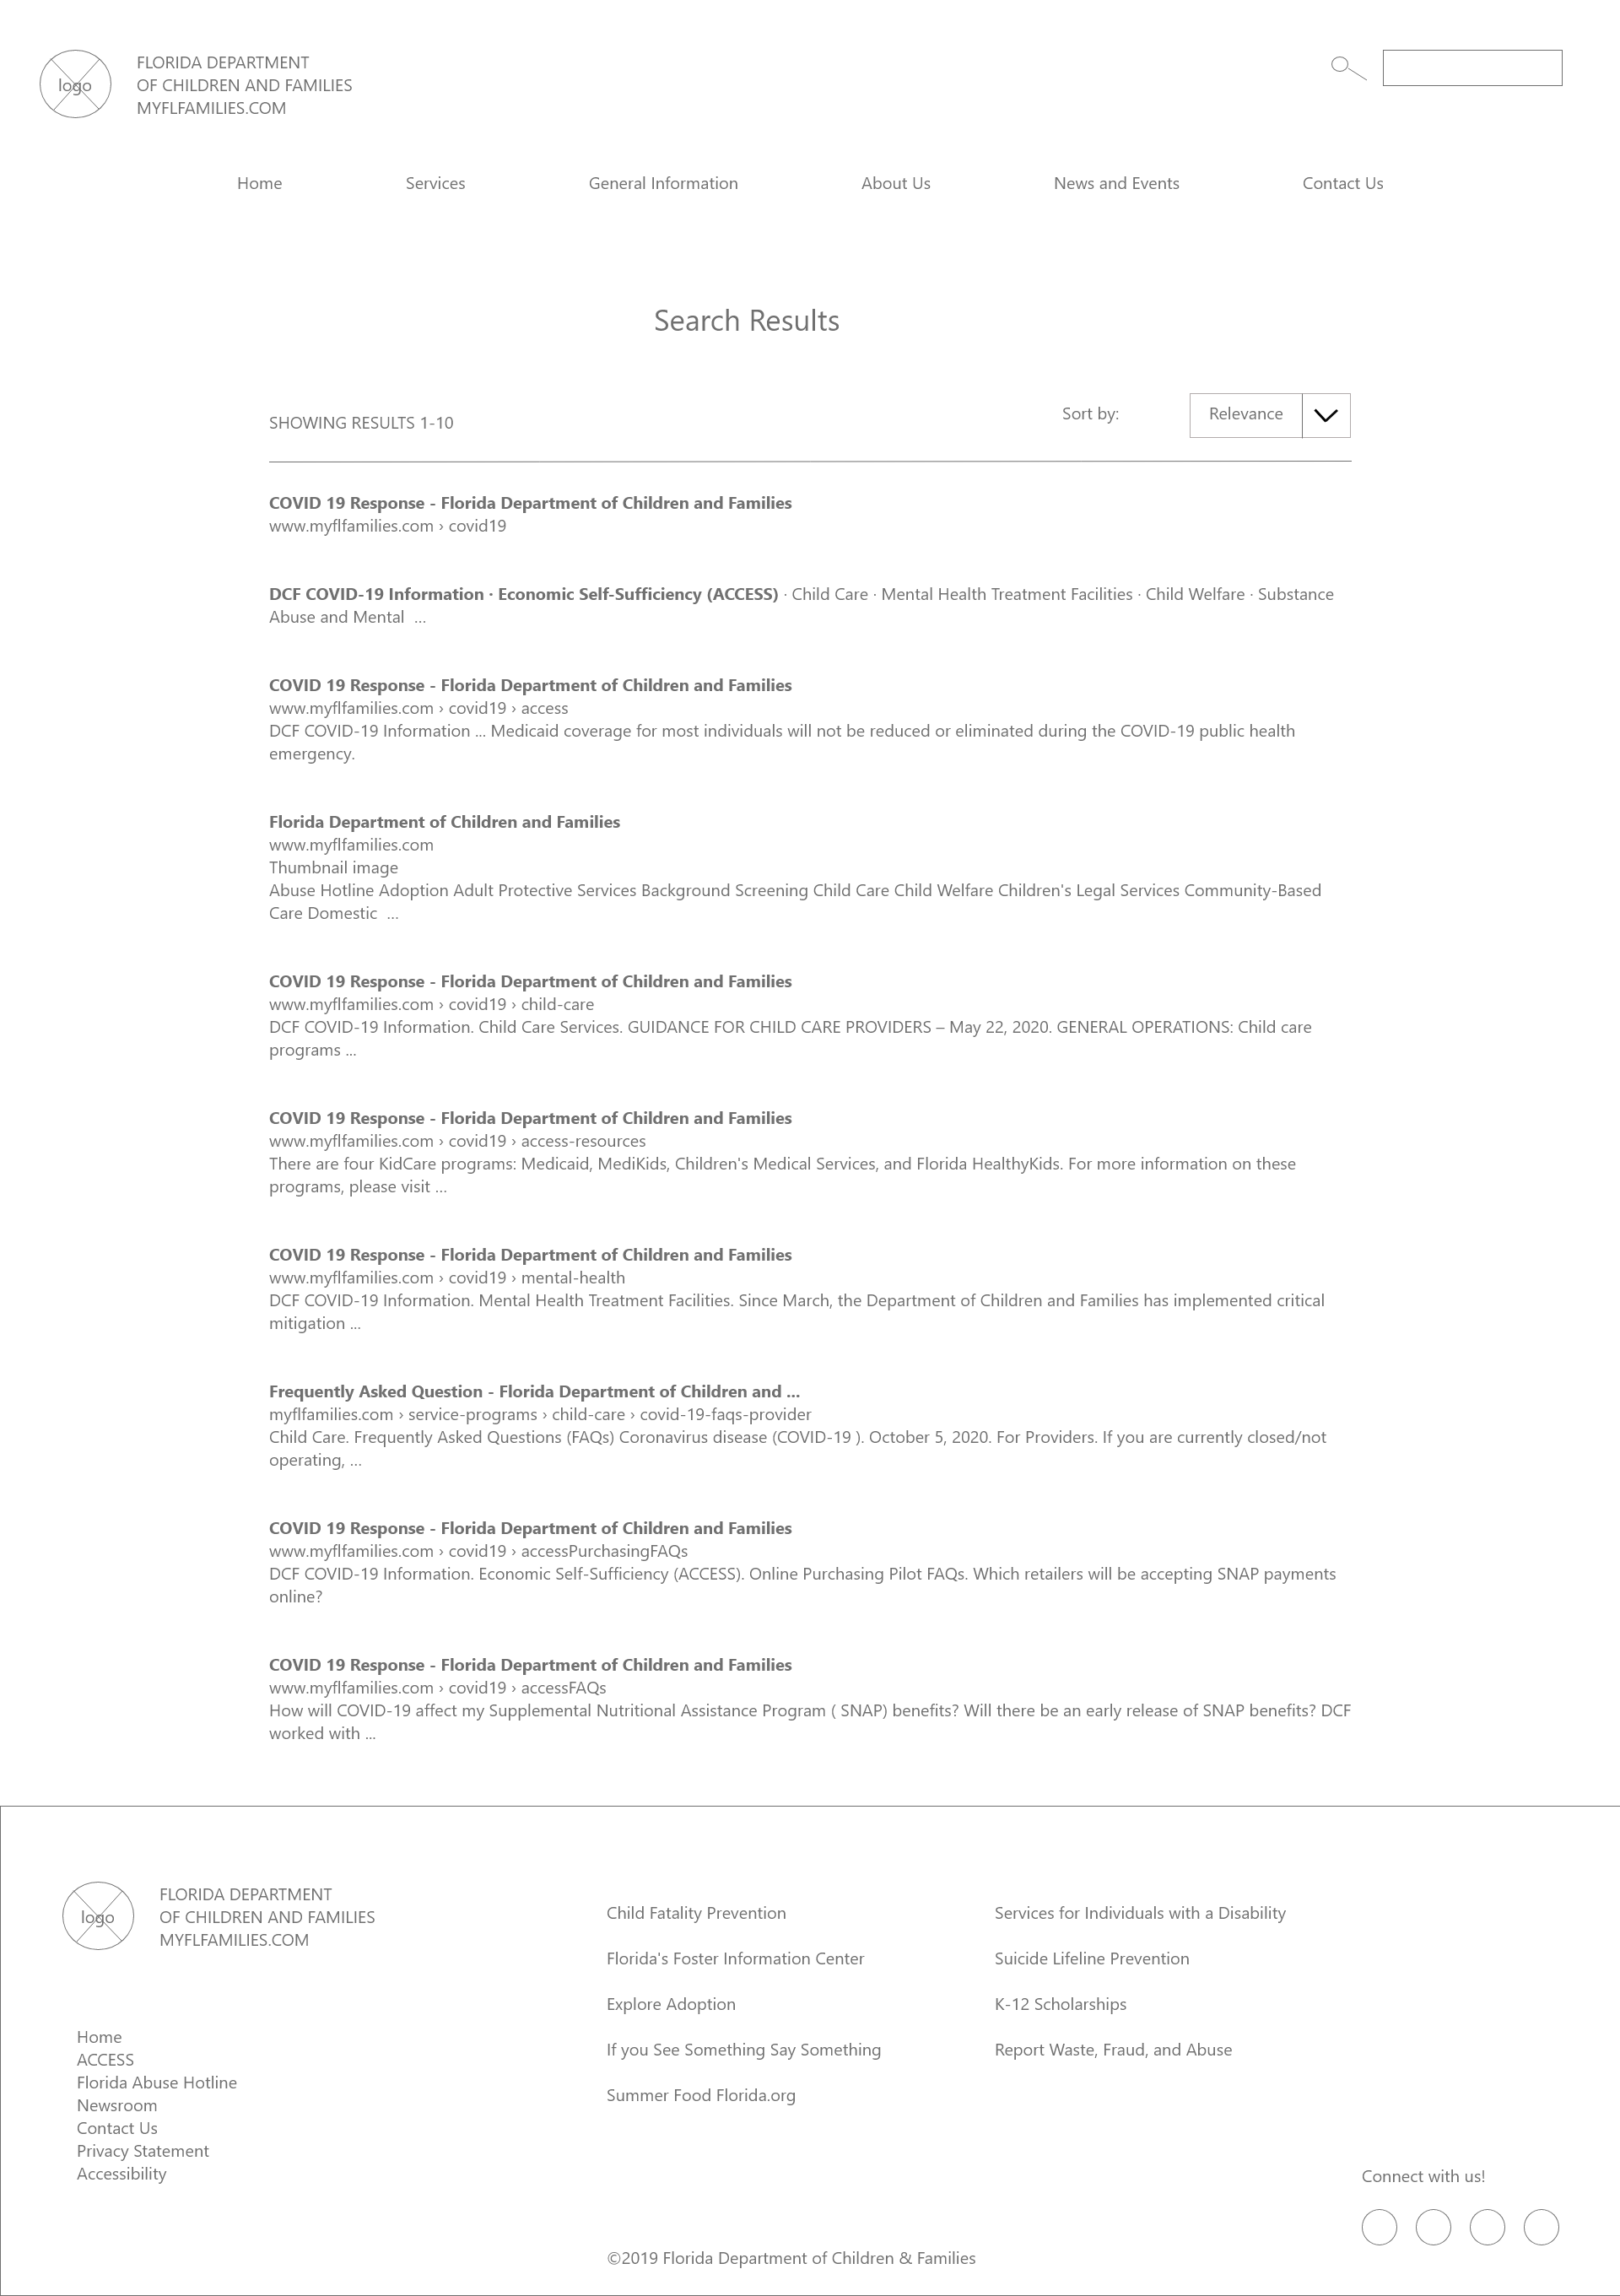 logo
FLORIDA DEPARTMENT
OF CHILDREN AND FAMILIES
MYFLFAMILIES.COM
Home
Services
General Information
About Us
News and Events
Contact Us
Search Results
SHOWING RESULTS 1-10
Sort by:
Relevance
COVID 19 Response - Florida Department of Children and Families
www.myflfamilies.com › covid19
DCF COVID-19 Information · Economic Self-Sufficiency (ACCESS) · Child Care · Mental Health Treatment Facilities · Child Welfare · Substance
Abuse and Mental  ...
COVID 19 Response - Florida Department of Children and Families
www.myflfamilies.com › covid19 › access
DCF COVID-19 Information ... Medicaid coverage for most individuals will not be reduced or eliminated during the COVID-19 public health
emergency.
Florida Department of Children and Families
www.myflfamilies.com
Thumbnail image
Abuse Hotline Adoption Adult Protective Services Background Screening Child Care Child Welfare Children's Legal Services Community-Based
Care Domestic  ...
COVID 19 Response - Florida Department of Children and Families
www.myflfamilies.com › covid19 › child-care
DCF COVID-19 Information. Child Care Services. GUIDANCE FOR CHILD CARE PROVIDERS – May 22, 2020. GENERAL OPERATIONS: Child care
programs ...
COVID 19 Response - Florida Department of Children and Families
www.myflfamilies.com › covid19 › access-resources
There are four KidCare programs: Medicaid, MediKids, Children's Medical Services, and Florida HealthyKids. For more information on these
programs, please visit ...
COVID 19 Response - Florida Department of Children and Families
www.myflfamilies.com › covid19 › mental-health
DCF COVID-19 Information. Mental Health Treatment Facilities. Since March, the Department of Children and Families has implemented critical
mitigation ...
Frequently Asked Question - Florida Department of Children and ...
myflfamilies.com › service-programs › child-care › covid-19-faqs-provider
Child Care. Frequently Asked Questions (FAQs) Coronavirus disease (COVID-19 ). October 5, 2020. For Providers. If you are currently closed/not
operating, ...
COVID 19 Response - Florida Department of Children and Families
www.myflfamilies.com › covid19 › accessPurchasingFAQs
DCF COVID-19 Information. Economic Self-Sufficiency (ACCESS). Online Purchasing Pilot FAQs. Which retailers will be accepting SNAP payments
online?
COVID 19 Response - Florida Department of Children and Families
www.myflfamilies.com › covid19 › accessFAQs
How will COVID-19 affect my Supplemental Nutritional Assistance Program ( SNAP) benefits? Will there be an early release of SNAP benefits? DCF
worked with ...
logo
FLORIDA DEPARTMENT
OF CHILDREN AND FAMILIES
MYFLFAMILIES.COM
Home
ACCESS
Florida Abuse Hotline
Newsroom
Contact Us
Privacy Statement
Accessibility
Child Fatality Prevention
Florida's Foster Information Center
Explore Adoption
If you See Something Say Something
Summer Food Florida.org
Services for Individuals with a Disability
Suicide Lifeline Prevention
K-12 Scholarships
Report Waste, Fraud, and Abuse
Connect with us!
©2019 Florida Department of Children & Families